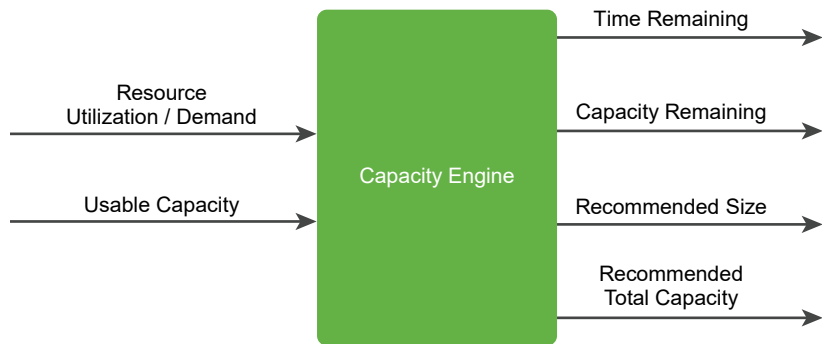 Time Remaining
Resource
Utilization / Demand
Capacity Remaining
Capacity Engine
Usable Capacity
Recommended Size
Recommended
Total Capacity